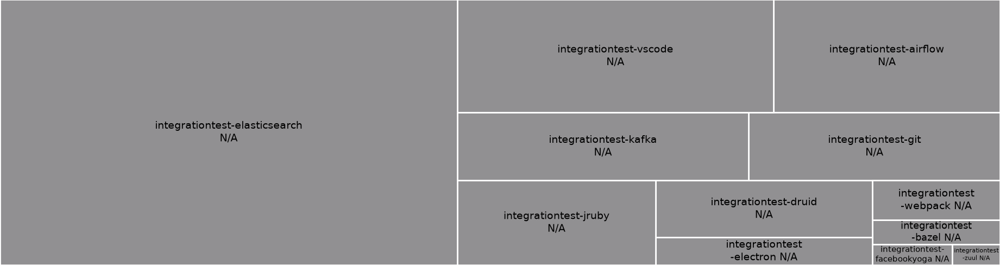 integrationtest-elasticsearch
N/A
integrationtest-vscode
N/A
integrationtest-airflow
N/A
integrationtest-kafka
N/A
integrationtest-git
N/A
integrationtest-jruby
N/A
integrationtest-druid
N/A
integrationtest
-electron N/A
integrationtest
-webpack N/A
integrationtest
-bazel N/A
integrationtest-
facebookyoga N/A
integrationtest
-zuul N/A